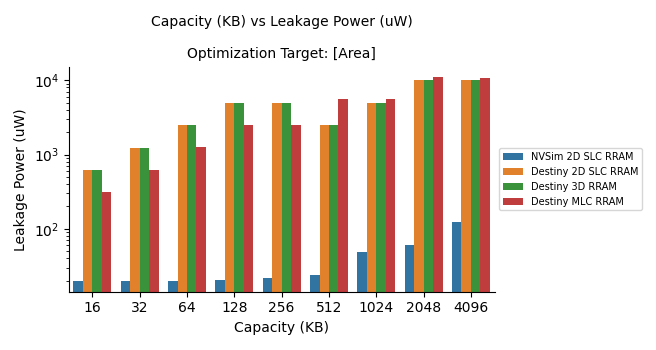 Capacity (KB) vs Leakage Power (uW)
Optimization Target: [Area]
Leakage Power (uW)
10^4
10^3
10^2
16 32 64 128 256 512 1024 2048 4096
Capacity (KB)
NVSim 2D SLC RRAM
Destiny 2D SLC RRAM
Destiny 3D RRAM
Destiny MLC RRAM